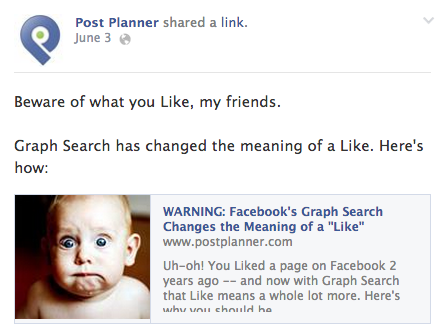 Post Planner shared a link.
June 3
Beware of what you Like, my friends.
Graph Search has changed the meaning of a Like. Here's
how:
WARNING: Facebook's Graph Search
Changes the Meaning of a "Like"
www.postplanner.com
Uh-oh! You Liked a page on Facebook 2
years ago -- and now with Graph Search
that Like means a whole lot more. Here's
why you should be